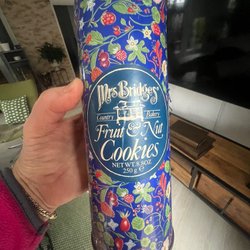 Mrs Bridges'
Country Bakery
Fruit & Nut
Cookies
NET WT. 8.8OZ
250 g ℮